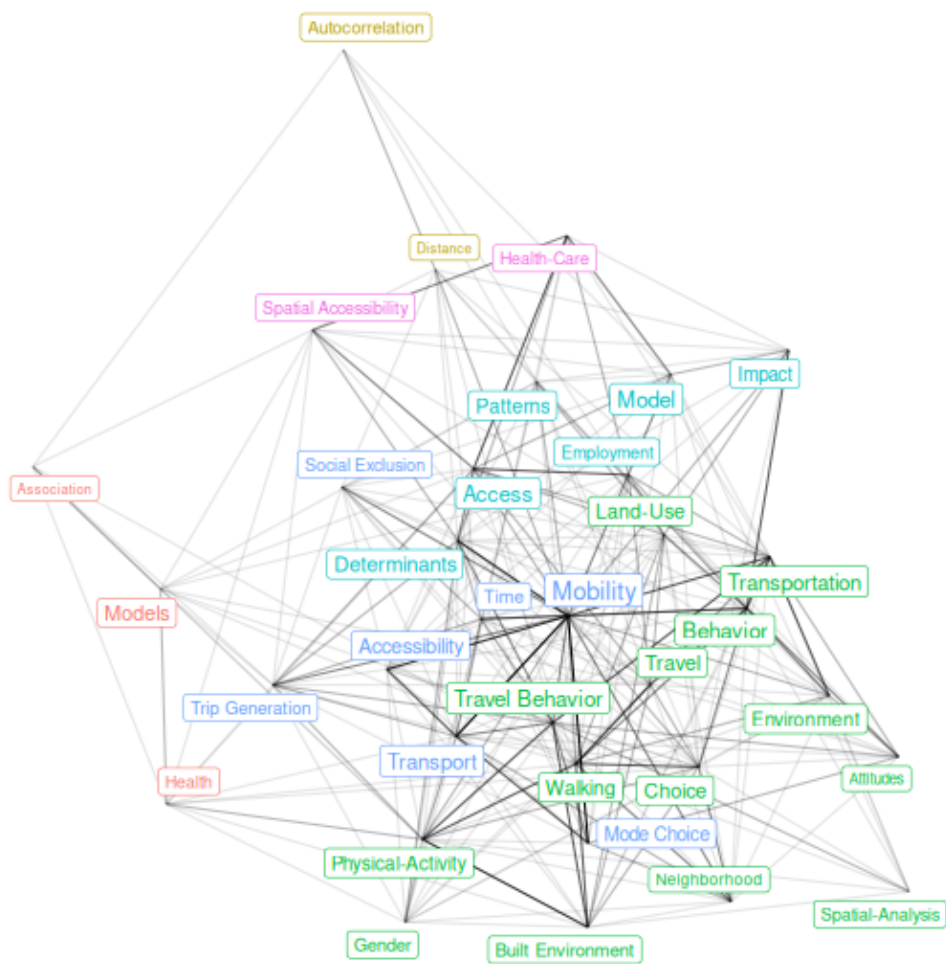 Autocorrelation
Distance
Health-Care
Spatial Accessibility
Impact
Patterns
Model
Employment
Social Exclusion
Association
Access
Land-Use
Determinants
Transportation
Mobility
Time
Models
Behavior
Accessibility
Travel
Travel Behavior
Trip Generation
Environment
Transport
Health
Attitudes
Walking
Choice
Mode Choice
Physical-Activity
Neighborhood
Spatial-Analysis
Gender
Built Environment